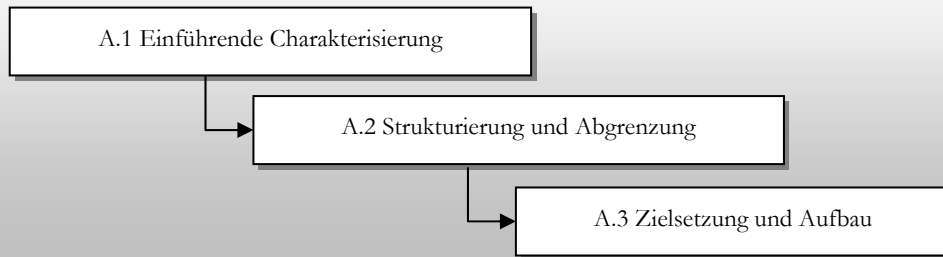 A.1 Einführende Charakterisierung
A.2 Strukturierung und Abgrenzung
A.3 Zielsetzung und Aufbau